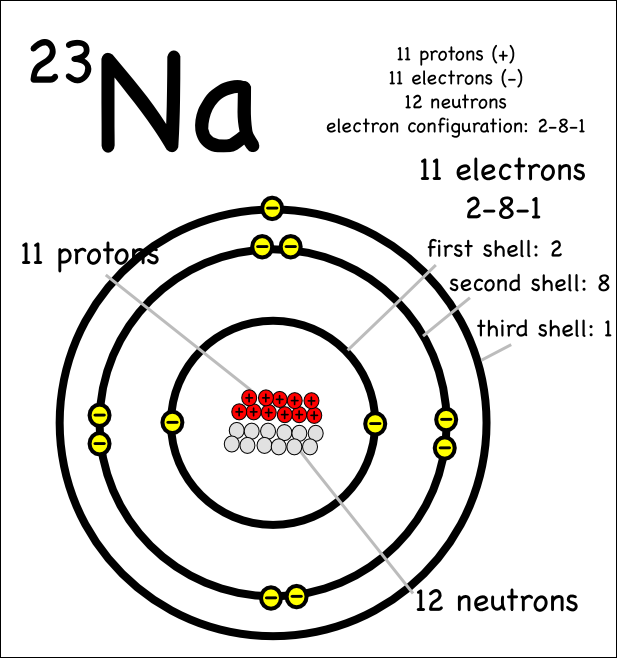 23Na
11 protons (+)
11 electrons (-)
12 neutrons
electron configuration: 2-8-1
11 electrons
2-8-1
11 protons
first shell: 2
second shell: 8
third shell: 1
12 neutrons